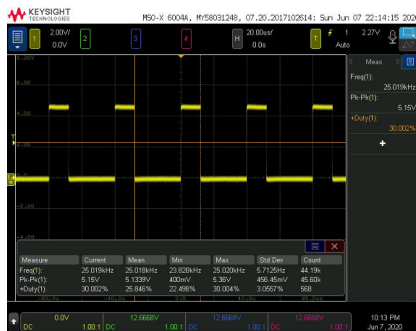 KEYSIGHT
TECHNOLOGIES
MSO-X 6004A, MY58031248, 07.20.2017102614: Sun Jun 07 22:14:15 2020
1 2.00V/ 0.0V 2 3 4 H 20.00us/ 0.0s T 1 2.27V
Auto
Meas
Freq(1):
25.019kHz
Pk-Pk(1):
5.15V
+Duty(1):
30.002%
Measure Current Mean Min Max Std Dev Count
Freq(1): 25.019kHz 25.018kHz 23.828kHz 25.020kHz 5.7125Hz 44.19k
Pk-Pk(1): 5.15V 5.1339V 400mV 5.36V 456.45mV 45.60k
+Duty(1): 30.002% 25.846% 22.498% 30.004% 3.0557% 568
0.0V 12.6668V 12.6668V 12.6668V 10:13 PM
DC 1.00:1 DC 1.00:1 DC 1.00:1 DC 1.00:1 Jun 7, 2020